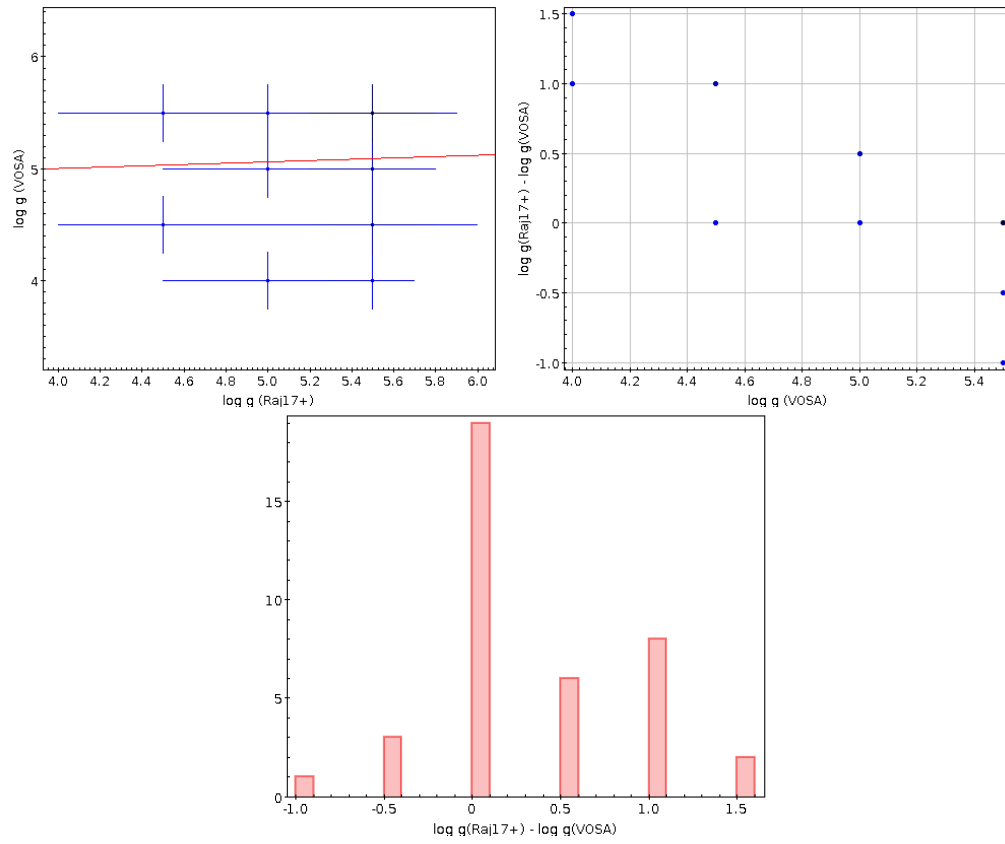 6
5
4
log g (VOSA)
4.0 4.2 4.4 4.6 4.8 5.0 5.2 5.4 5.6 5.8 6.0
log g (Raj17+)
1.5
1.0
0.5
0
-0.5
-1.0
log g(Raj17+) - log g(VOSA)
4.0 4.2 4.4 4.6 4.8 5.0 5.2 5.4
log g (VOSA)
15
10
5
0
-1.0 -0.5 0 0.5 1.0 1.5
log g(Raj17+) - log g(VOSA)